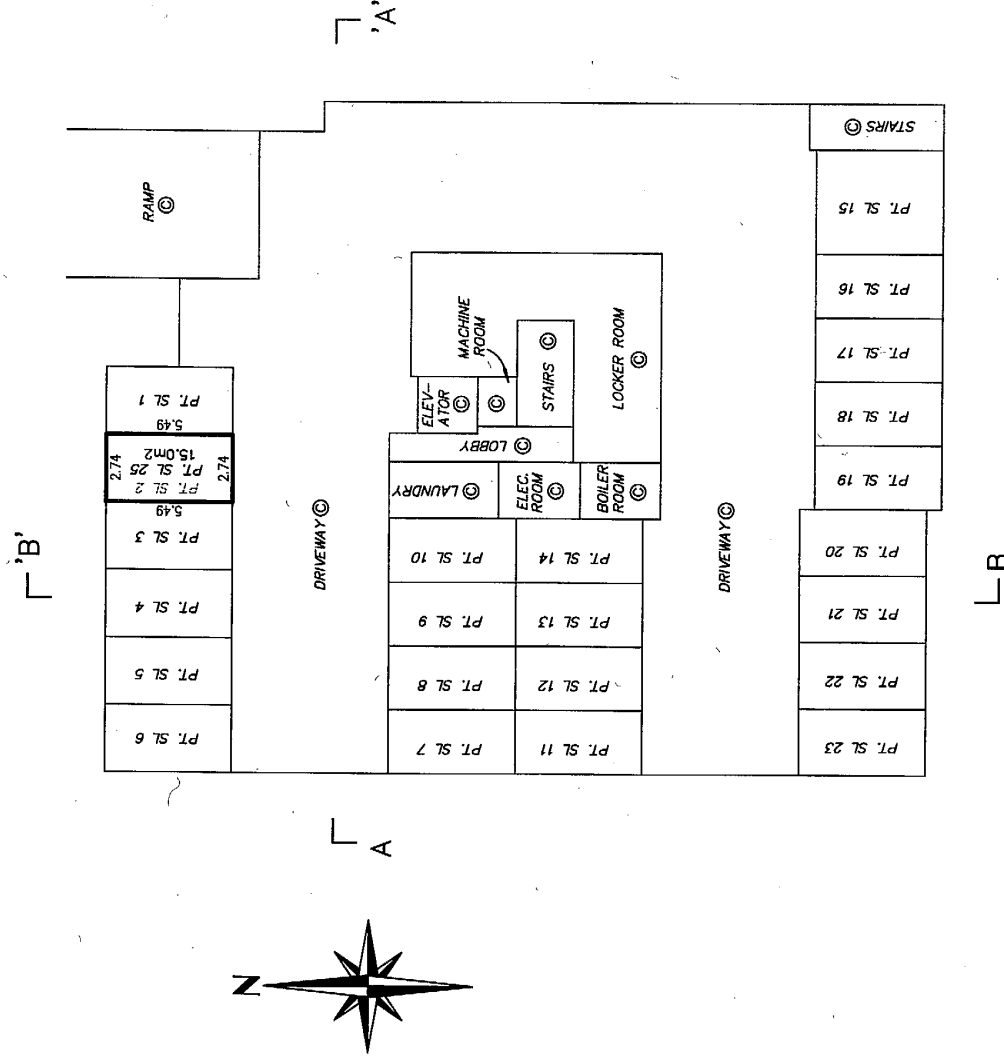 'A'
'B'
RAMP
©
PT. SL 6
PT. SL 5
PT. SL 4
PT. SL 3
5.49
2.74
PT. SL 2
PT. SL 25
15.0m2
2.74
5.49
PT. SL 1
DRIVEWAY ©
PT. SL 7
PT. SL 8
PT. SL 9
PT. SL 10
PT. SL 11
PT. SL 12
PT. SL 13
PT. SL 14
LAUNDRY ©
ELEC.
ROOM ©
BOILER
ROOM ©
LOBBY ©
ELEV-
ATOR ©
MACHINE
ROOM
©
STAIRS ©
LOCKER ROOM
©
DRIVEWAY ©
PT. SL 23
PT. SL 22
PT. SL 21
PT. SL 20
PT. SL 19
PT. SL 18
PT. SL 17
PT. SL 16
PT. SL 15
STAIRS ©
A
B
N